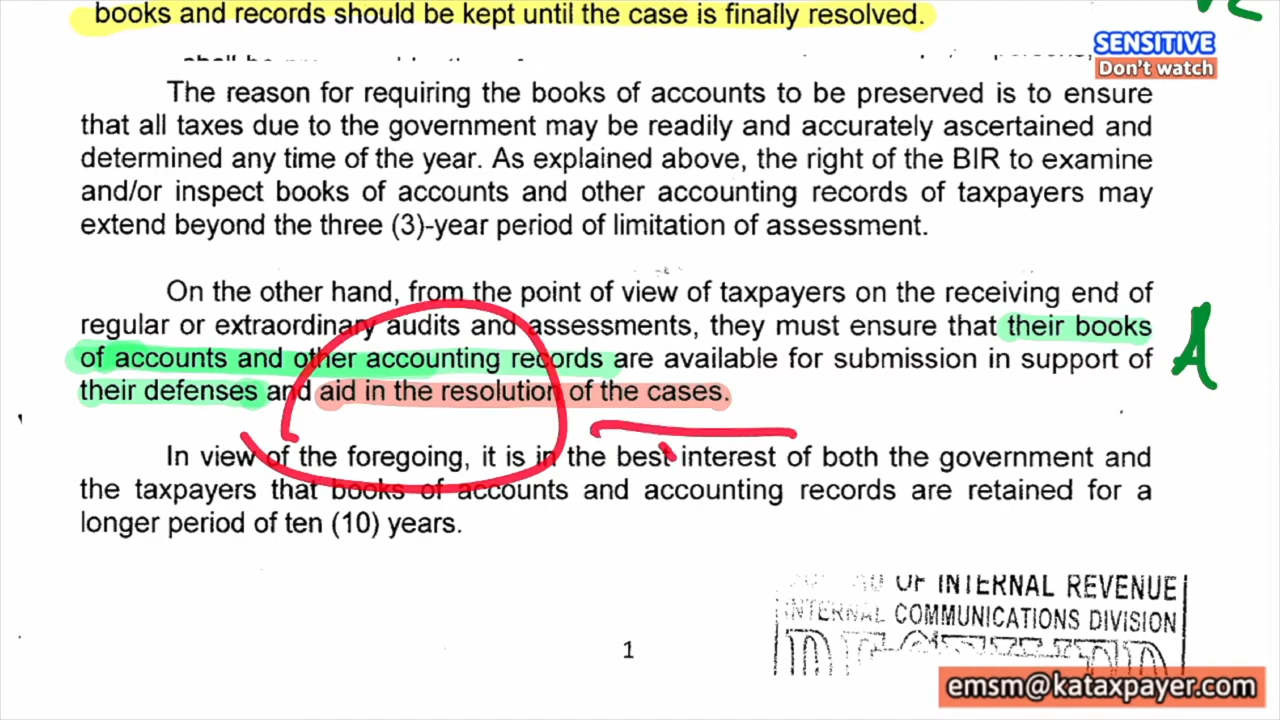 books and records should be kept until the case is finally resolved.
SENSITIVE
Don't watch
The reason for requiring the books of accounts to be preserved is to ensure
that all taxes due to the government may be readily and accurately ascertained and
determined any time of the year. As explained above, the right of the BIR to examine
and/or inspect books of accounts and other accounting records of taxpayers may
extend beyond the three (3)-year period of limitation of assessment.
On the other hand, from the point of view of taxpayers on the receiving end of
regular or extraordinary audits and assessments, they must ensure that their books
of accounts and other accounting records are available for submission in support of
their defenses and aid in the resolution of the cases.
A
In view of the foregoing, it is in the best interest of both the government and
the taxpayers that books of accounts and accounting records are retained for a
longer period of ten (10) years.
OF INTERNAL REVENUE
INTERNAL COMMUNICATIONS DIVISION
1
emsm@kataxpayer.com